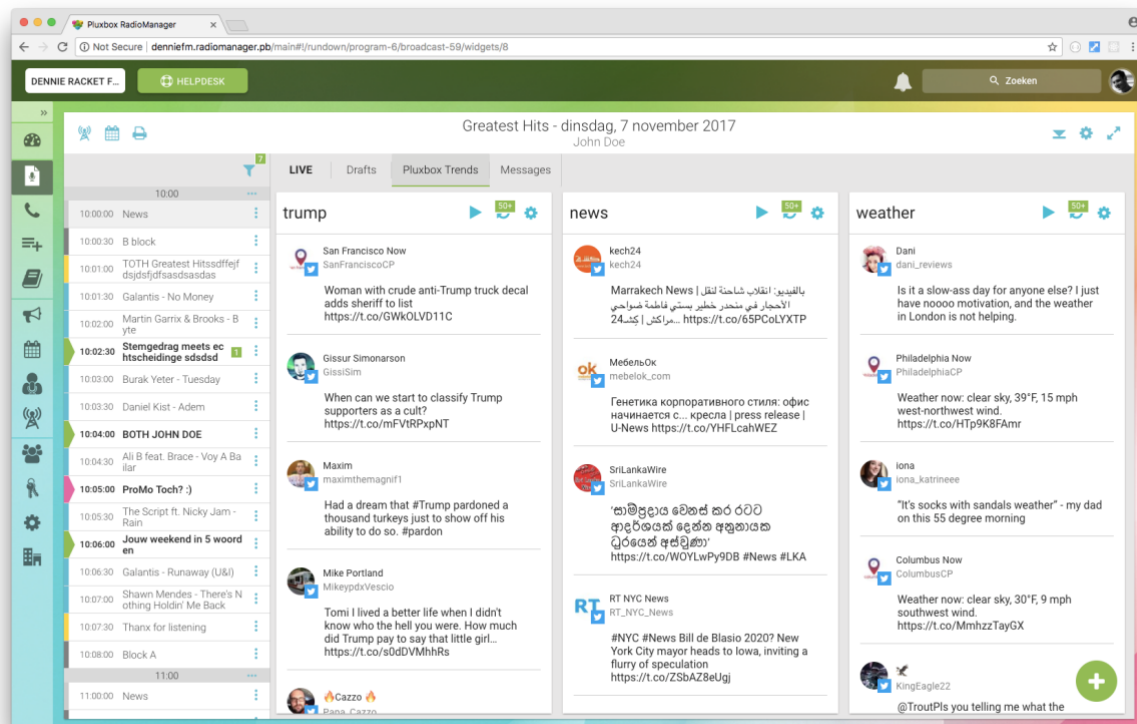 Pluxbox RadioManager
Not Secure | denniefm.radiomanager.pb/main#!/rundown/program-6/broadcast-59/widgets/8
DENNIE RACKET F...
HELPDESK
Zoeken
Greatest Hits - dinsdag, 7 november 2017
John Doe
7
LIVE
Drafts
Pluxbox Trends
Messages
10:00
10:00:00 News
10:00:30 B block
10:01:00 TOTH Greatest Hitssdffejf
dsjdsfjdfsasdsasdas
10:01:30 Galantis - No Money
10:02:00 Martin Garrix & Brooks - B
yte
10:02:30 Stemgedrag meets ec
htscheidinge sdsdsd
1
10:03:00 Burak Yeter - Tuesday
10:03:30 Daniel Kist - Adem
10:04:00 BOTH JOHN DOE
10:04:30 Ali B feat. Brace - Voy A Ba
ilar
10:05:00 ProMo Toch? :)
10:05:30 The Script ft. Nicky Jam -
Rain
10:06:00 Jouw weekend in 5 woord
en
10:06:30 Galantis - Runaway (U&I)
10:07:00 Shawn Mendes - There's N
othing Holdin' Me Back
10:07:30 Thanx for listening
10:08:00 Block A
11:00
11:00:00 News
trump
50+
San Francisco Now
SanFranciscoCP
Woman with crude anti-Trump truck decal
adds sheriff to list
https://t.co/GWkOLVD11C
Gissur Simonarson
GissiSim
When can we start to classify Trump
supporters as a cult?
https://t.co/mFVtRPxpNT
Maxim
maximthemagnif1
Had a dream that #Trump pardoned a
thousand turkeys just to show off his
ability to do so. #pardon
Mike Portland
MikeypdxVescio
Tomi I lived a better life when I didn't
know who the hell you were. How much
did Trump pay to say that little girl...
https://t.co/s0dDVMhhRs
🔥Cazzo 🔥
Papa_Cazzo
news
50+
kech24
kech24
Marrakech News | بالفيديو: انقلاب شاحنة لنقل
الأحجار في منحدر خطير بستي فاطمة ضواحي
مراكش | كِشـ24... https://t.co/65PCoLYXTP
ok
МебельОк
mebelok_com
Генетика корпоративного стиля: офис
начинается с... кресла | press release |
U-News https://t.co/YHFLcahWEZ
SriLankaWire
SriLankaWire
'සාම්ප්‍රදාය වෙනස් කර රටට
ආදර්ශයක් දෙන්න අනුනායක
ධුරයෙන් අස්වුණා'
https://t.co/WOYLwPy9DB #News #LKA
RT
RT NYC News
RT_NYC_News
#NYC #News Bill de Blasio 2020? New
York City mayor heads to Iowa, inviting a
flurry of speculation
https://t.co/ZSbAZ8eUgj
weather
50+
Dani
dani_reviews
Is it a slow-ass day for anyone else? I just
have noooo motivation, and the weather
in London is not helping.
Philadelphia Now
PhiladelphiaCP
Weather now: clear sky, 39°F, 15 mph
west-northwest wind.
https://t.co/HTp9K8FAmr
iona
iona_katrineee
"It's socks with sandals weather" - my dad
on this 55 degree morning
Columbus Now
ColumbusCP
Weather now: clear sky, 30°F, 9 mph
southwest wind.
https://t.co/MmhzzTayGX
KingEagle22
@TroutPls you telling me what the